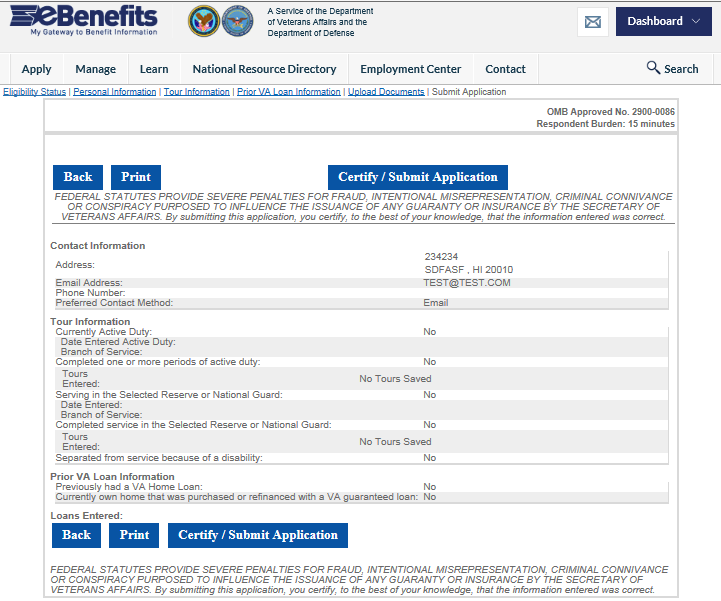 eBenefits
My Gateway to Benefit Information
A Service of the Department
of Veterans Affairs and the
Department of Defense
Dashboard
Apply Manage Learn National Resource Directory Employment Center Contact Search
Eligibility Status | Personal Information | Tour Information | Prior VA Loan Information | Upload Documents | Submit Application
OMB Approved No. 2900-0086
Respondent Burden: 15 minutes
Back Print Certify / Submit Application
FEDERAL STATUTES PROVIDE SEVERE PENALTIES FOR FRAUD, INTENTIONAL MISREPRESENTATION, CRIMINAL CONNIVANCE
OR CONSPIRACY PURPOSED TO INFLUENCE THE ISSUANCE OF ANY GUARANTY OR INSURANCE BY THE SECRETARY OF
VETERANS AFFAIRS. By submitting this application, you certify, to the best of your knowledge, that the information entered was correct.
Contact Information
Address: 234234
SDFASF , HI 20010
Email Address: TEST@TEST.COM
Phone Number:
Preferred Contact Method: Email
Tour Information
Currently Active Duty: No
Date Entered Active Duty:
Branch of Service:
Completed one or more periods of active duty: No
Tours
Entered: No Tours Saved
Serving in the Selected Reserve or National Guard: No
Date Entered:
Branch of Service:
Completed service in the Selected Reserve or National Guard: No
Tours
Entered: No Tours Saved
Separated from service because of a disability: No
Prior VA Loan Information
Previously had a VA Home Loan: No
Currently own home that was purchased or refinanced with a VA guaranteed loan: No
Loans Entered:
Back Print Certify / Submit Application
FEDERAL STATUTES PROVIDE SEVERE PENALTIES FOR FRAUD, INTENTIONAL MISREPRESENTATION, CRIMINAL CONNIVANCE
OR CONSPIRACY PURPOSED TO INFLUENCE THE ISSUANCE OF ANY GUARANTY OR INSURANCE BY THE SECRETARY OF
VETERANS AFFAIRS. By submitting this application, you certify, to the best of your knowledge, that the information entered was correct.